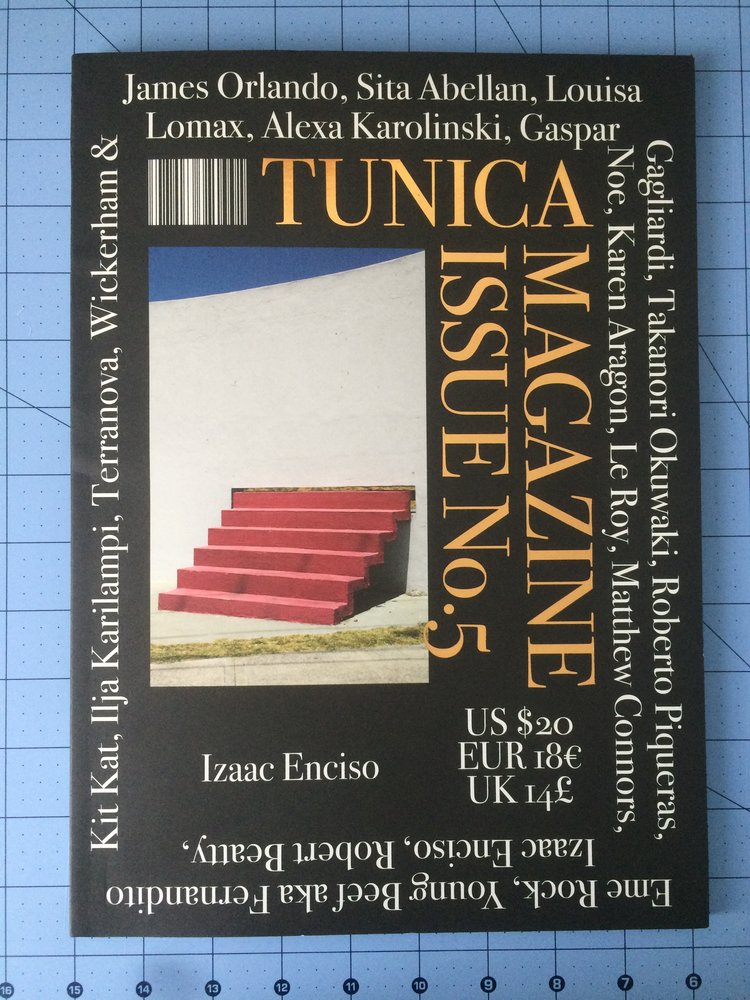 James Orlando, Sita Abellan, Louisa
Lomax, Alexa Karolinski, Gaspar
Gagliardi, Takanori Okuwaki, Roberto Piqueras,
Noe, Karen Aragon, Le Roy, Matthew Connors,
Eme Rock, Young Beef aka Fernandito
Izaac Enciso, Robert Beatty,
Kit Kat, Ilja Karilampi, Terranova, Wickerham &
TUNICA
MAGAZINE
ISSUE No.5
US $20
EUR 18€
UK 14£
Izaac Enciso
16 15 14 13 12 11 10 9 8 7 6